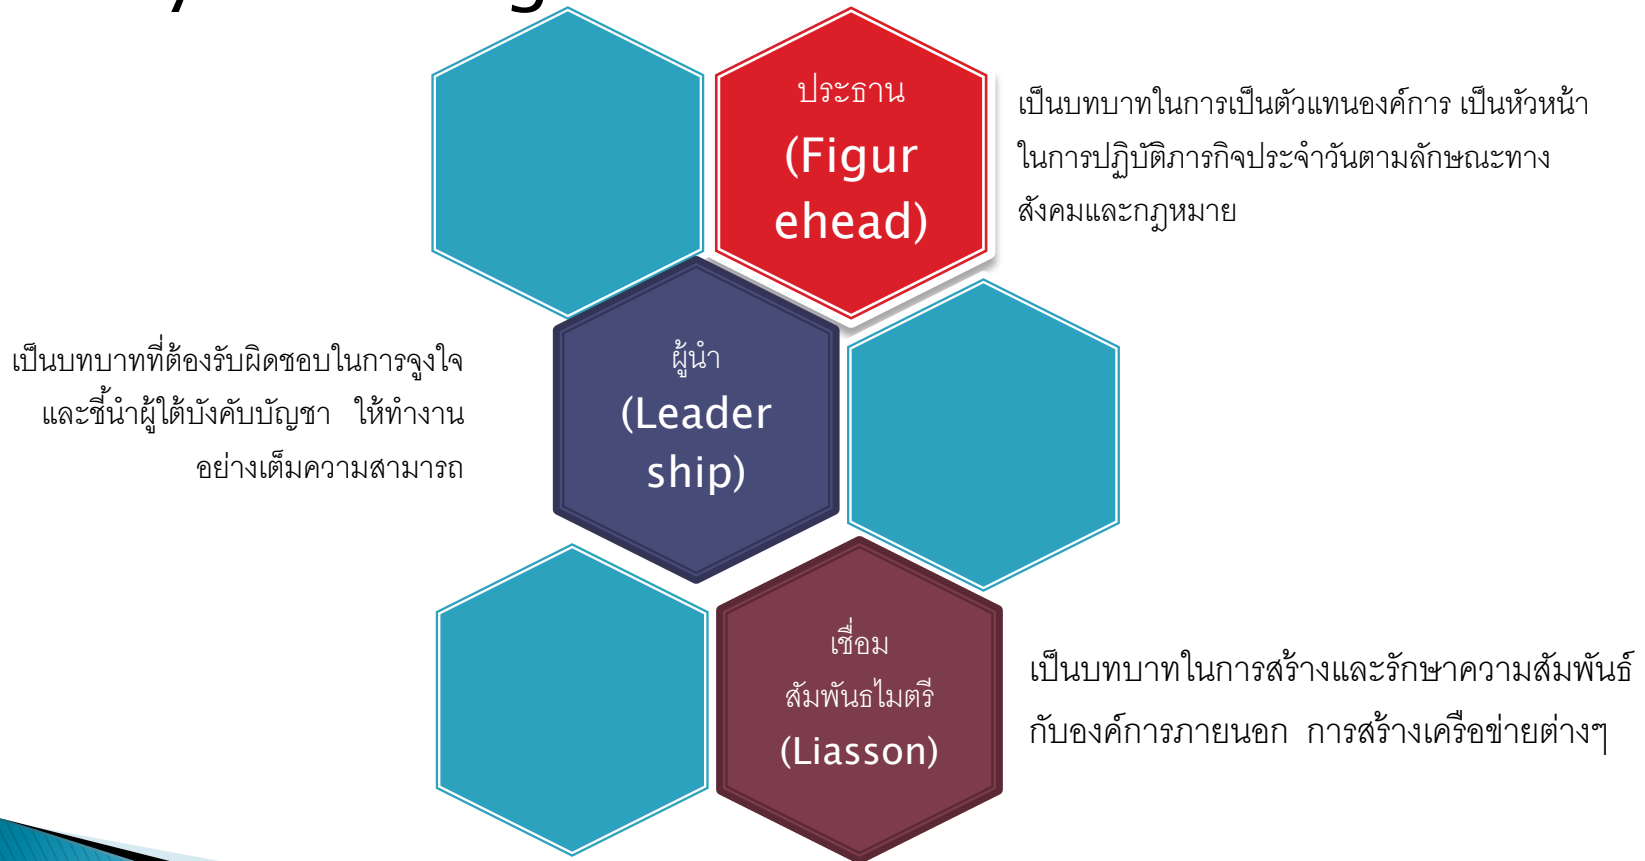 ประธาน
(Figur
ehead)
เป็นบทบาทในการเป็นตัวแทนองค์การ เป็นหัวหน้า
ในการปฏิบัติภารกิจประจำวันตามลักษณะทาง
สังคมและกฎหมาย
เป็นบทบาทที่ต้องรับผิดชอบในการจูงใจ
และชี้นำผู้ใต้บังคับบัญชา ให้ทำงาน
อย่างเต็มความสามารถ
ผู้นำ
(Leader
ship)
เชื่อม
สัมพันธไมตรี
(Liasson)
เป็นบทบาทในการสร้างและรักษาความสัมพันธ์
กับองค์การภายนอก การสร้างเครือข่ายต่างๆ